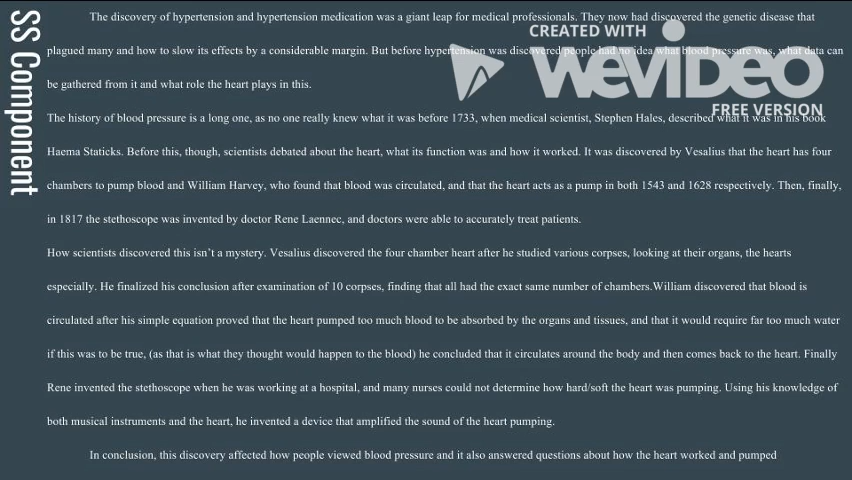 SS Component
The discovery of hypertension and hypertension medication was a giant leap for medical professionals. They now had discovered the genetic disease that
plagued many and how to slow its effects by a considerable margin. But before hypertension was discovered people had no idea what blood pressure was, what data can
be gathered from it and what role the heart plays in this.
The history of blood pressure is a long one, as no one really knew what it was before 1733, when medical scientist, Stephen Hales, described what it was in his book
Haema Staticks. Before this, though, scientists debated about the heart, what its function was and how it worked. It was discovered by Vesalius that the heart has four
chambers to pump blood and William Harvey, who found that blood was circulated, and that the heart acts as a pump in both 1543 and 1628 respectively. Then, finally,
in 1817 the stethoscope was invented by doctor Rene Laennec, and doctors were able to accurately treat patients.
How scientists discovered this isn't a mystery. Vesalius discovered the four chamber heart after he studied various corpses, looking at their organs, the hearts
especially. He finalized his conclusion after examination of 10 corpses, finding that all had the exact same number of chambers.William discovered that blood is
circulated after his simple equation proved that the heart pumped too much blood to be absorbed by the organs and tissues, and that it would require far too much water
if this was to be true, (as that is what they thought would happen to the blood) he concluded that it circulates around the body and then comes back to the heart. Finally
Rene invented the stethoscope when he was working at a hospital, and many nurses could not determine how hard/soft the heart was pumping. Using his knowledge of
both musical instruments and the heart, he invented a device that amplified the sound of the heart pumping.
In conclusion, this discovery affected how people viewed blood pressure and it also answered questions about how the heart worked and pumped
CREATED WITH
WEVIDEO
FREE VERSION